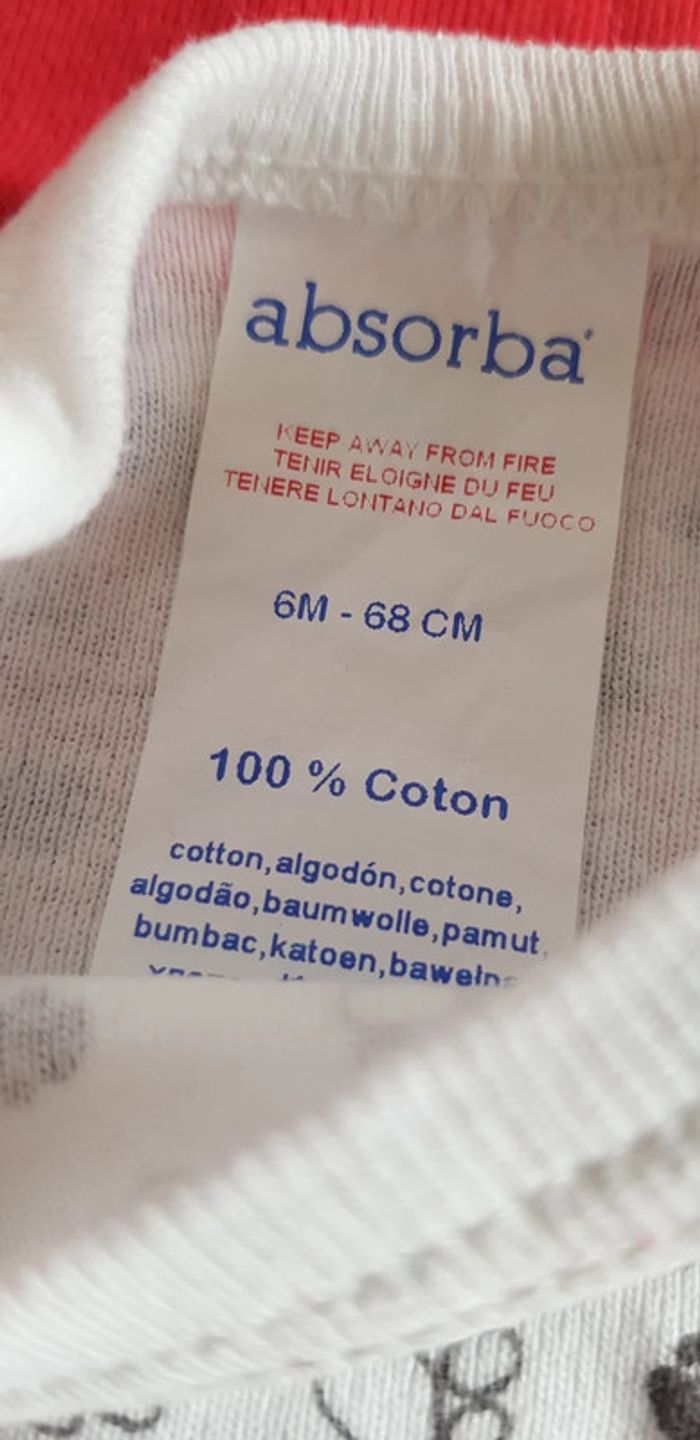 absorba
KEEP AWAY FROM FIRE
TENIR ELOIGNE DU FEU
TENERE LONTANO DAL FUOCO
6M - 68 CM
100 % Coton
cotton,algodón,cotone,
algodão,baumwolle,pamut,
bumbac,katoen,